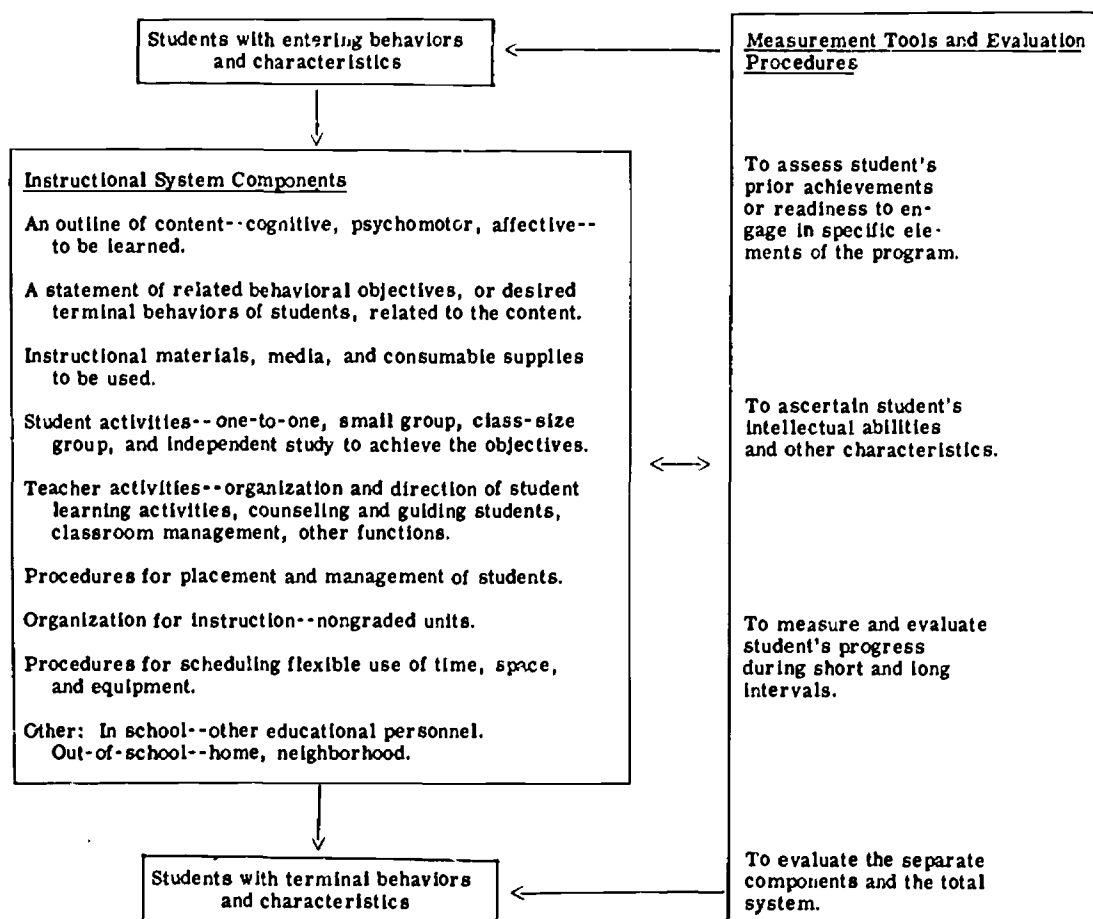 Students with entering behaviors
and characteristics
Measurement Tools and Evaluation
Procedures
Instructional System Components
An outline of content--cognitive, psychomotor, affective--
to be learned.
A statement of related behavioral objectives, or desired
terminal behaviors of students, related to the content.
Instructional materials, media, and consumable supplies
to be used.
Student activities--one-to-one, small group, class-size
group, and independent study to achieve the objectives.
Teacher activities--organization and direction of student
learning activities, counseling and guiding students,
classroom management, other functions.
Procedures for placement and management of students.
Organization for instruction--nongraded units.
Procedures for scheduling flexible use of time, space,
and equipment.
Other: In school--other educational personnel.
Out-of-school--home, neighborhood.
To assess student's
prior achievements
or readiness to en-
gage in specific ele-
ments of the program.
To ascertain student's
intellectual abilities
and other characteristics.
To measure and evaluate
student's progress
during short and long
intervals.
To evaluate the separate
components and the total
system.
Students with terminal behaviors
and characteristics